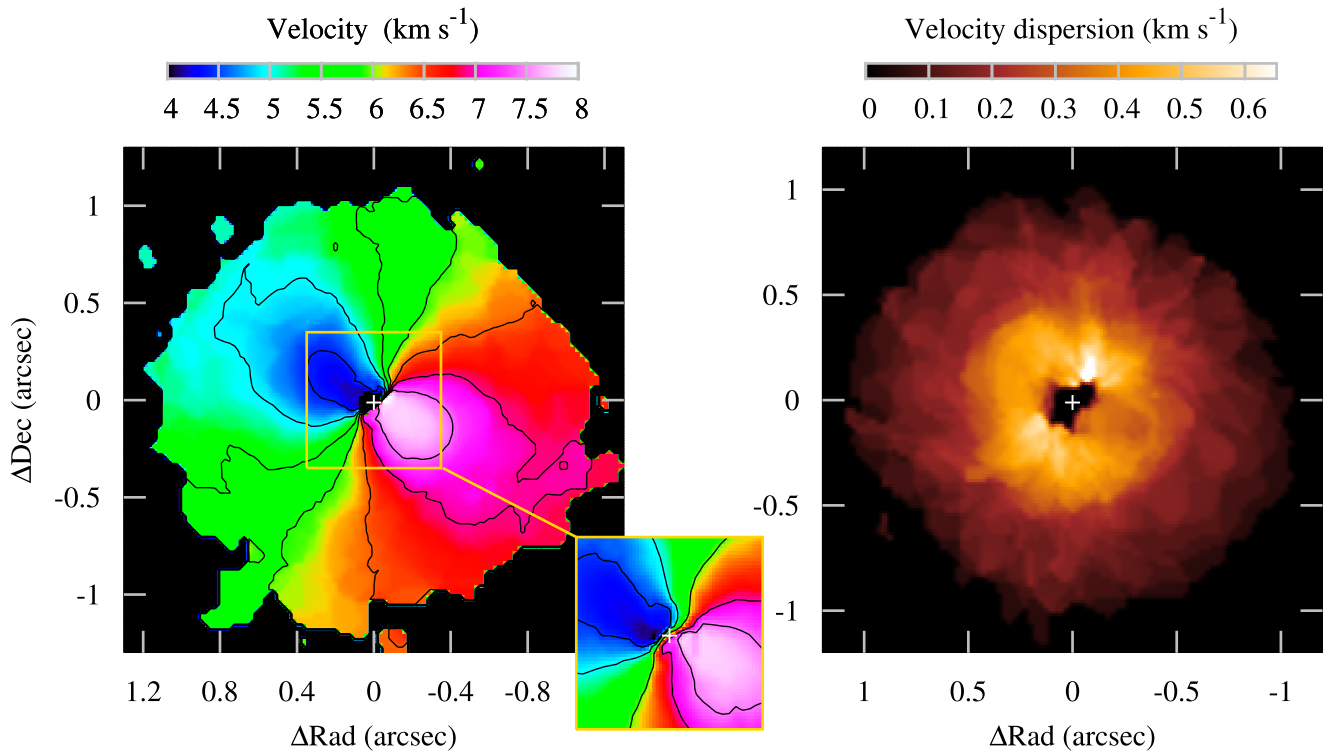 Velocity (km s-1)
4 4.5 5 5.5 6 6.5 7 7.5 8
ΔDec (arcsec)
1
0.5
0
-0.5
-1
1.2 0.8 0.4 0 -0.4 -0.8
ΔRad (arcsec)
Velocity dispersion (km s-1)
0 0.1 0.2 0.3 0.4 0.5 0.6
1
0.5
0
-0.5
-1
1 0.5 0 -0.5 -1
ΔRad (arcsec)